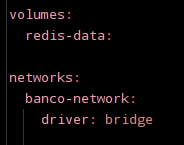 volumes:
  redis-data:

networks:
  banco-network:
    driver: bridge